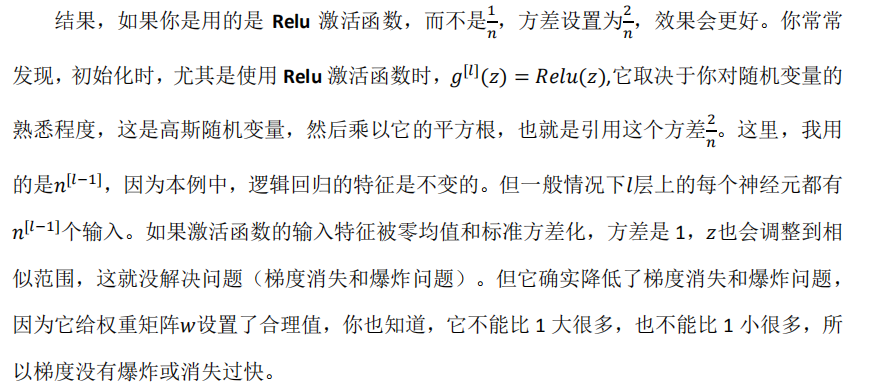 结果，如果你是用的是 Relu 激活函数，而不是$\frac{1}{n}$，方差设置为$\frac{2}{n}$，效果会更好。你常常
发现，初始化时，尤其是使用 Relu 激活函数时，$g^{[l]}(z) = Relu(z)$,它取决于你对随机变量的
熟悉程度，这是高斯随机变量，然后乘以它的平方根，也就是引用这个方差$\frac{2}{n}$。这里，我用
的是$n^{[l-1]}$，因为本例中，逻辑回归的特征是不变的。但一般情况下$l$层上的每个神经元都有
$n^{[l-1]}$个输入。如果激活函数的输入特征被零均值和标准方差化，方差是 1，$z$也会调整到相
似范围，这就没解决问题（梯度消失和爆炸问题）。但它确实降低了梯度消失和爆炸问题，
因为它给权重矩阵$w$设置了合理值，你也知道，它不能比 1 大很多，也不能比 1 小很多，所
以梯度没有爆炸或消失过快。